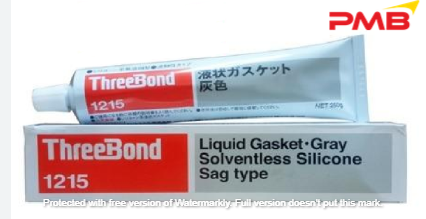 PMB
ThreeBond
1215
液状ガスケット
灰色
ThreeBond
1215
Liquid Gasket·Gray
Solventless Silicone
Sag type
Protected with free version of Watermarkly. Full version doesn't put this mark.